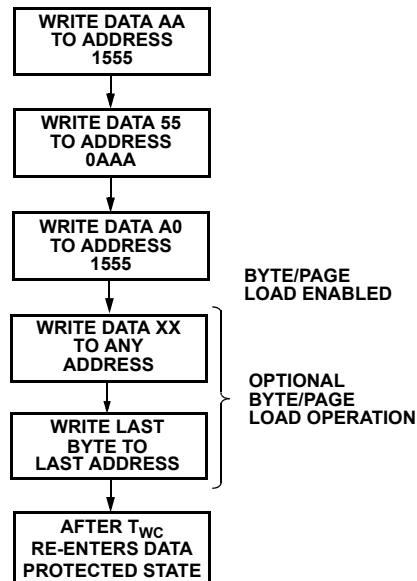 WRITE DATA AA
TO ADDRESS
1555
WRITE DATA 55
TO ADDRESS
0AAA
WRITE DATA A0
TO ADDRESS
1555
BYTE/PAGE
LOAD ENABLED
WRITE DATA XX
TO ANY
ADDRESS
OPTIONAL
BYTE/PAGE
LOAD OPERATION
WRITE LAST
BYTE TO
LAST ADDRESS
AFTER TWC
RE-ENTERS DATA
PROTECTED STATE